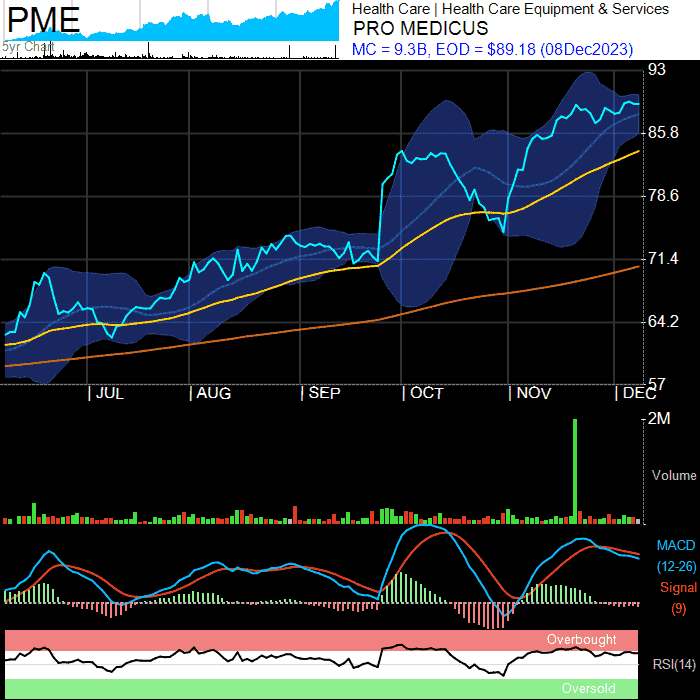 PME
5yr Chart
Health Care | Health Care Equipment & Services
PRO MEDICUS
MC = 9.3B, EOD = $89.18 (08Dec2023)
93
85.8
78.6
71.4
64.2
57
| JUL
| AUG
| SEP
| OCT
| NOV
| DEC
2M
Volume
MACD
(12-26)
Signal
(9)
Overbought
RSI(14)
Oversold